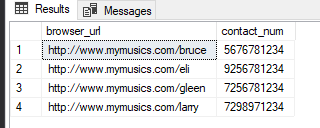 Results Messages
browser_url contact_num
1 http://www.mymusics.com/bruce 5676781234
2 http://www.mymusics.com/eli 9256781234
3 http://www.mymusics.com/gleen 7256781234
4 http://www.mymusics.com/larry 7298971234